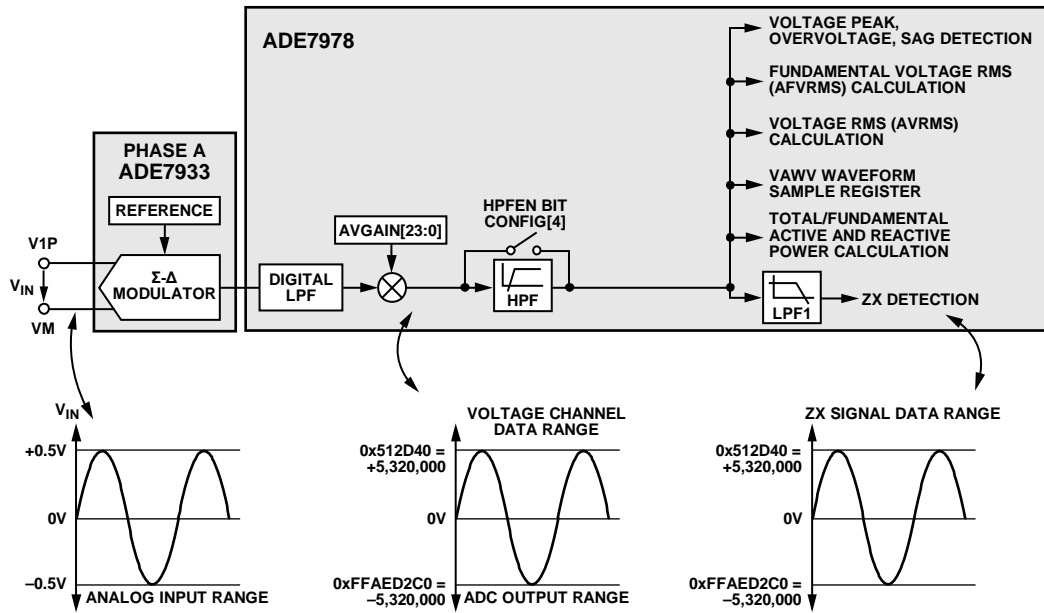 ADE7978
VOLTAGE PEAK,
OVERVOLTAGE, SAG DETECTION
FUNDAMENTAL VOLTAGE RMS
(AFVRMS) CALCULATION
VOLTAGE RMS (AVRMS)
CALCULATION
VAWV WAVEFORM
SAMPLE REGISTER
TOTAL/FUNDAMENTAL
ACTIVE AND REACTIVE
POWER CALCULATION
PHASE A
ADE7933
REFERENCE
V1P
VIN
VM
Σ-Δ
MODULATOR
DIGITAL
LPF
AVGAIN[23:0]
HPFEN BIT
CONFIG[4]
HPF
LPF1
ZX DETECTION
VIN
+0.5V
0V
–0.5V
ANALOG INPUT RANGE
VOLTAGE CHANNEL
DATA RANGE
0x512D40 =
+5,320,000
0V
0xFFAED2C0 =
–5,320,000
ADC OUTPUT RANGE
ZX SIGNAL DATA RANGE
0x512D40 =
+5,320,000
0V
0xFFAED2C0 =
–5,320,000